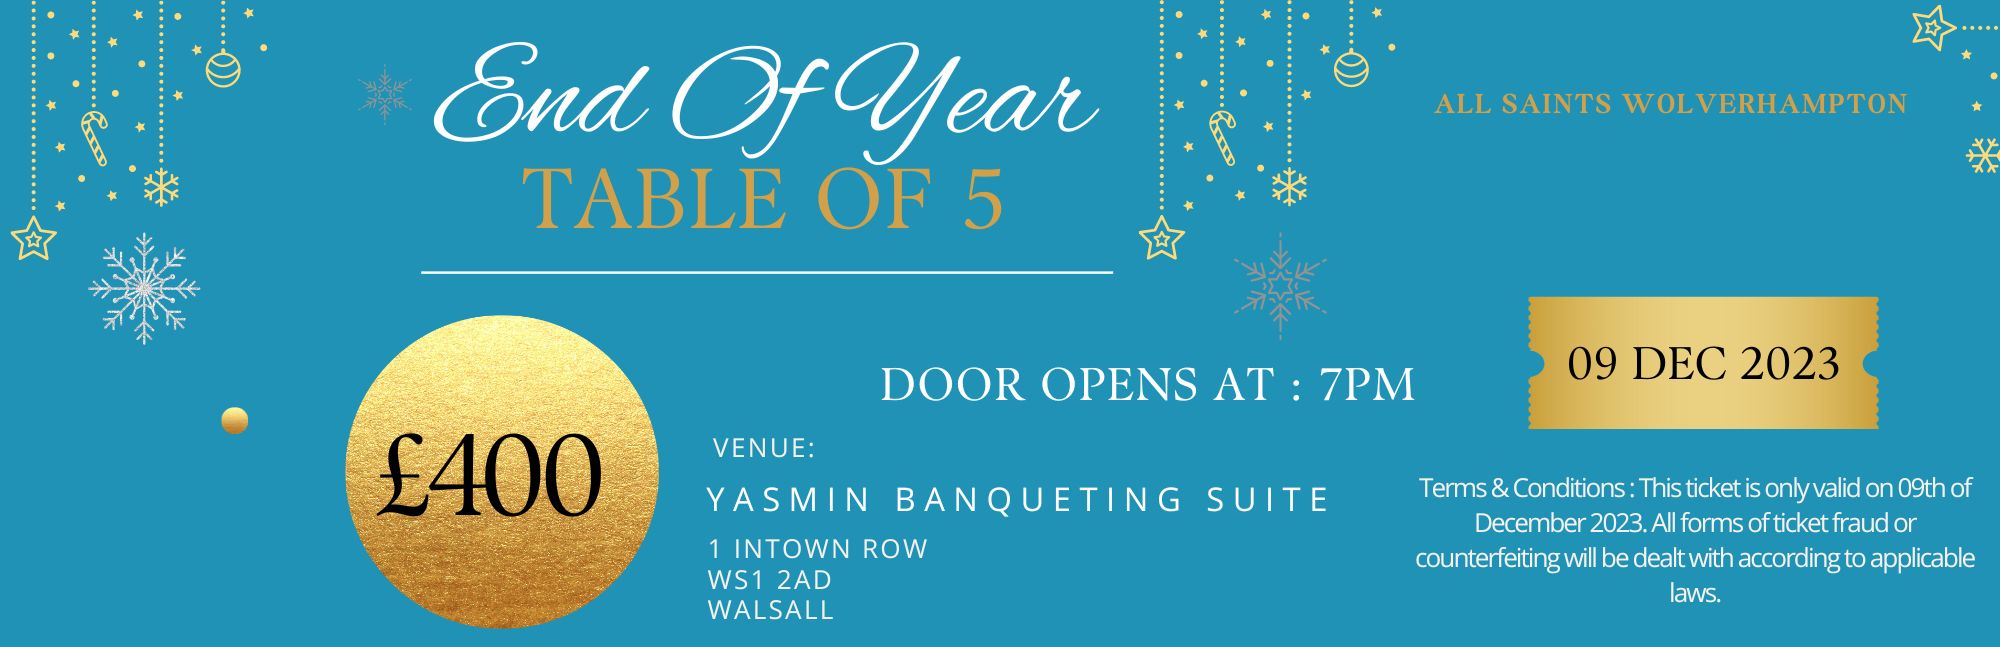 End Of Year
TABLE OF 5
ALL SAINTS WOLVERHAMPTON
£400
DOOR OPENS AT : 7PM
VENUE:
YASMIN BANQUETING SUITE
1 INTOWN ROW
WS1 2AD
WALSALL
09 DEC 2023
Terms & Conditions : This ticket is only valid on 09th of
December 2023. All forms of ticket fraud or
counterfeiting will be dealt with according to applicable
laws.